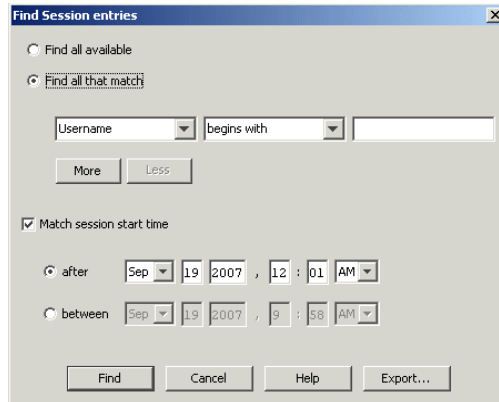 Find Session entries
Find all available
Find all that match
Username begins with
More Less
Match session start time
after Sep 19 2007 , 12 : 01 AM
between Sep 19 2007 , 9 : 58 AM
Find Cancel Help Export...